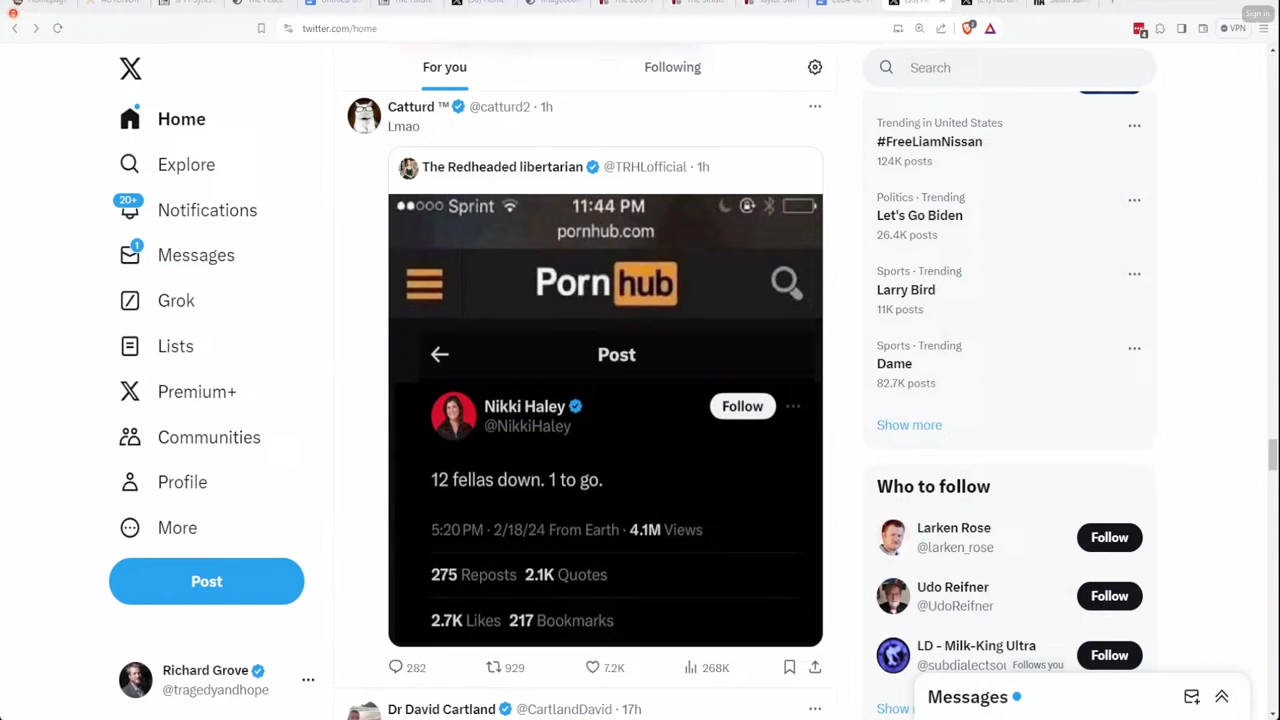 Sign in
twitter.com/home
VPN
X
Home
Explore
20+
Notifications
1
Messages
Grok
Lists
Premium+
Communities
Profile
More
Post
Richard Grove
@tragedyandhope
For you
Following
Catturd ™ @catturd2 · 1h
Lmao
The Redheaded libertarian @TRHLofficial · 1h
Sprint 11:44 PM
pornhub.com
Porn hub
Post
Nikki Haley
@NikkiHaley
Follow
12 fellas down. 1 to go.
5:20 PM · 2/18/24 From Earth · 4.1M Views
275 Reposts 2.1K Quotes
2.7K Likes 217 Bookmarks
282 929 7.2K 268K
Dr David Cartland @CartlandDavid · 17h
Search
Trending in United States
#FreeLiamNissan
124K posts
Politics · Trending
Let's Go Biden
26.4K posts
Sports · Trending
Larry Bird
11K posts
Sports · Trending
Dame
82.7K posts
Show more
Who to follow
Larken Rose
@larken_rose
Follow
Udo Reifner
@UdoReifner
Follow
LD - Milk-King Ultra
@subdialectsou Follows you
Follow
Show
Messages